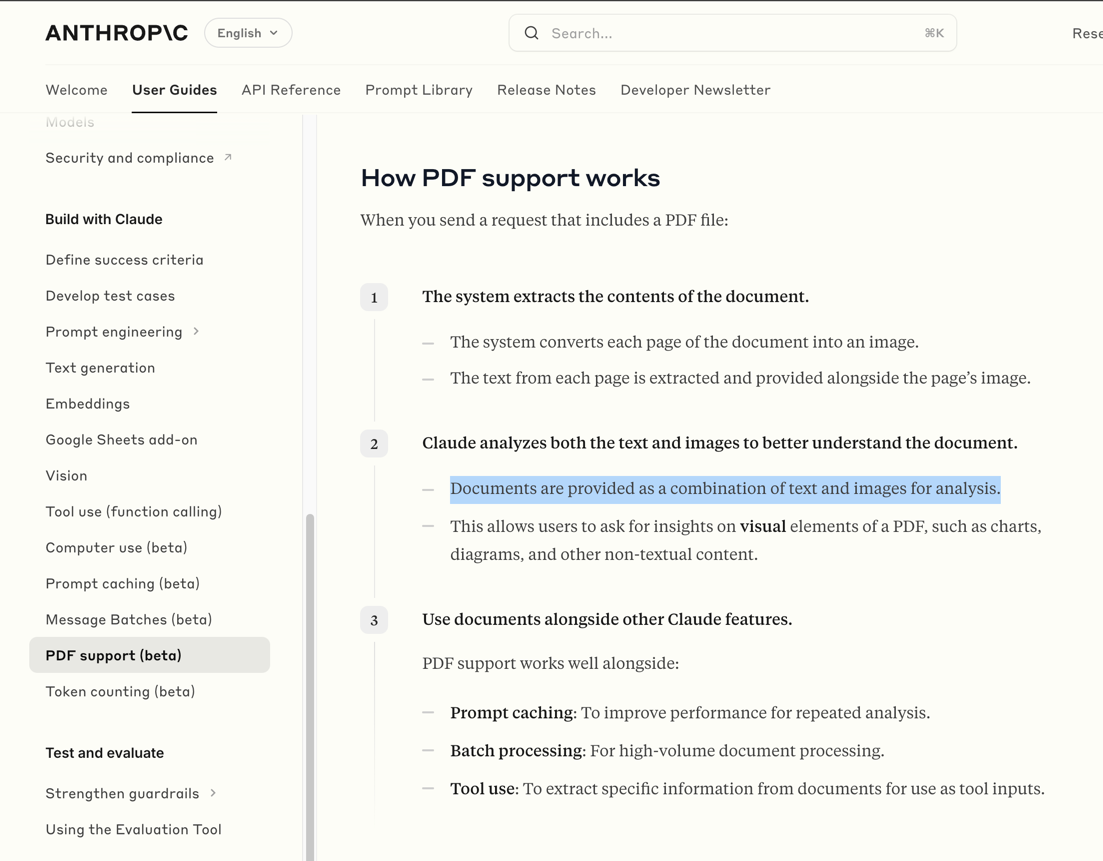 ANTHROP\C
English
Search...
⌘K
Rese
Welcome
User Guides
API Reference
Prompt Library
Release Notes
Developer Newsletter
Models
Security and compliance
Build with Claude
Define success criteria
Develop test cases
Prompt engineering
Text generation
Embeddings
Google Sheets add-on
Vision
Tool use (function calling)
Computer use (beta)
Prompt caching (beta)
Message Batches (beta)
PDF support (beta)
Token counting (beta)
Test and evaluate
Strengthen guardrails
Using the Evaluation Tool
How PDF support works
When you send a request that includes a PDF file:
1
The system extracts the contents of the document.
— The system converts each page of the document into an image.
— The text from each page is extracted and provided alongside the page’s image.
2
Claude analyzes both the text and images to better understand the document.
— Documents are provided as a combination of text and images for analysis.
— This allows users to ask for insights on visual elements of a PDF, such as charts,
diagrams, and other non-textual content.
3
Use documents alongside other Claude features.
PDF support works well alongside:
— Prompt caching: To improve performance for repeated analysis.
— Batch processing: For high-volume document processing.
— Tool use: To extract specific information from documents for use as tool inputs.